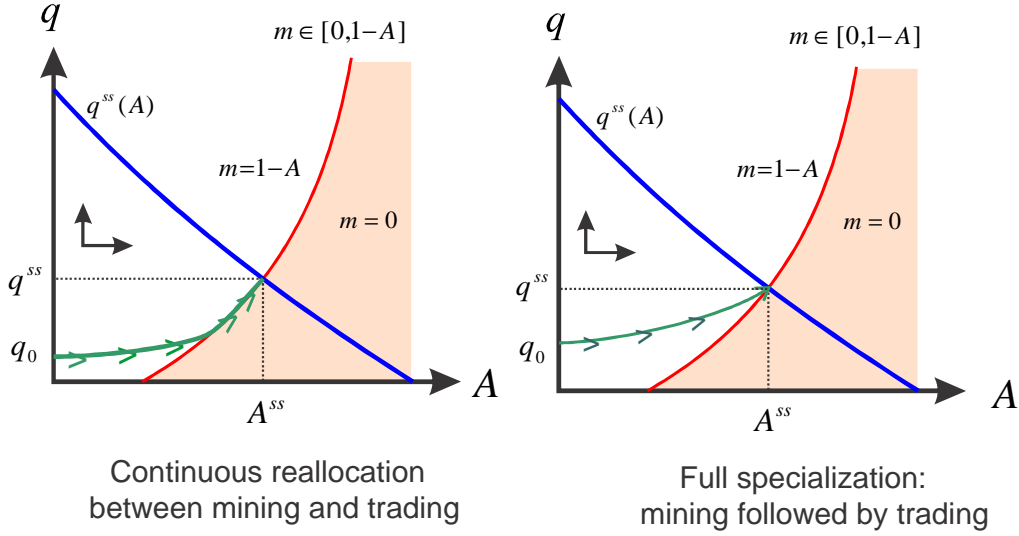 q
m ∈ [0,1−A]
q^{ss}(A)
m=1−A
m = 0
q^{ss}
q_0
A^{ss}
A
Continuous reallocation
between mining and trading
q
m ∈ [0,1−A]
q^{ss}(A)
m=1−A
m = 0
q^{ss}
q_0
A^{ss}
A
Full specialization:
mining followed by trading